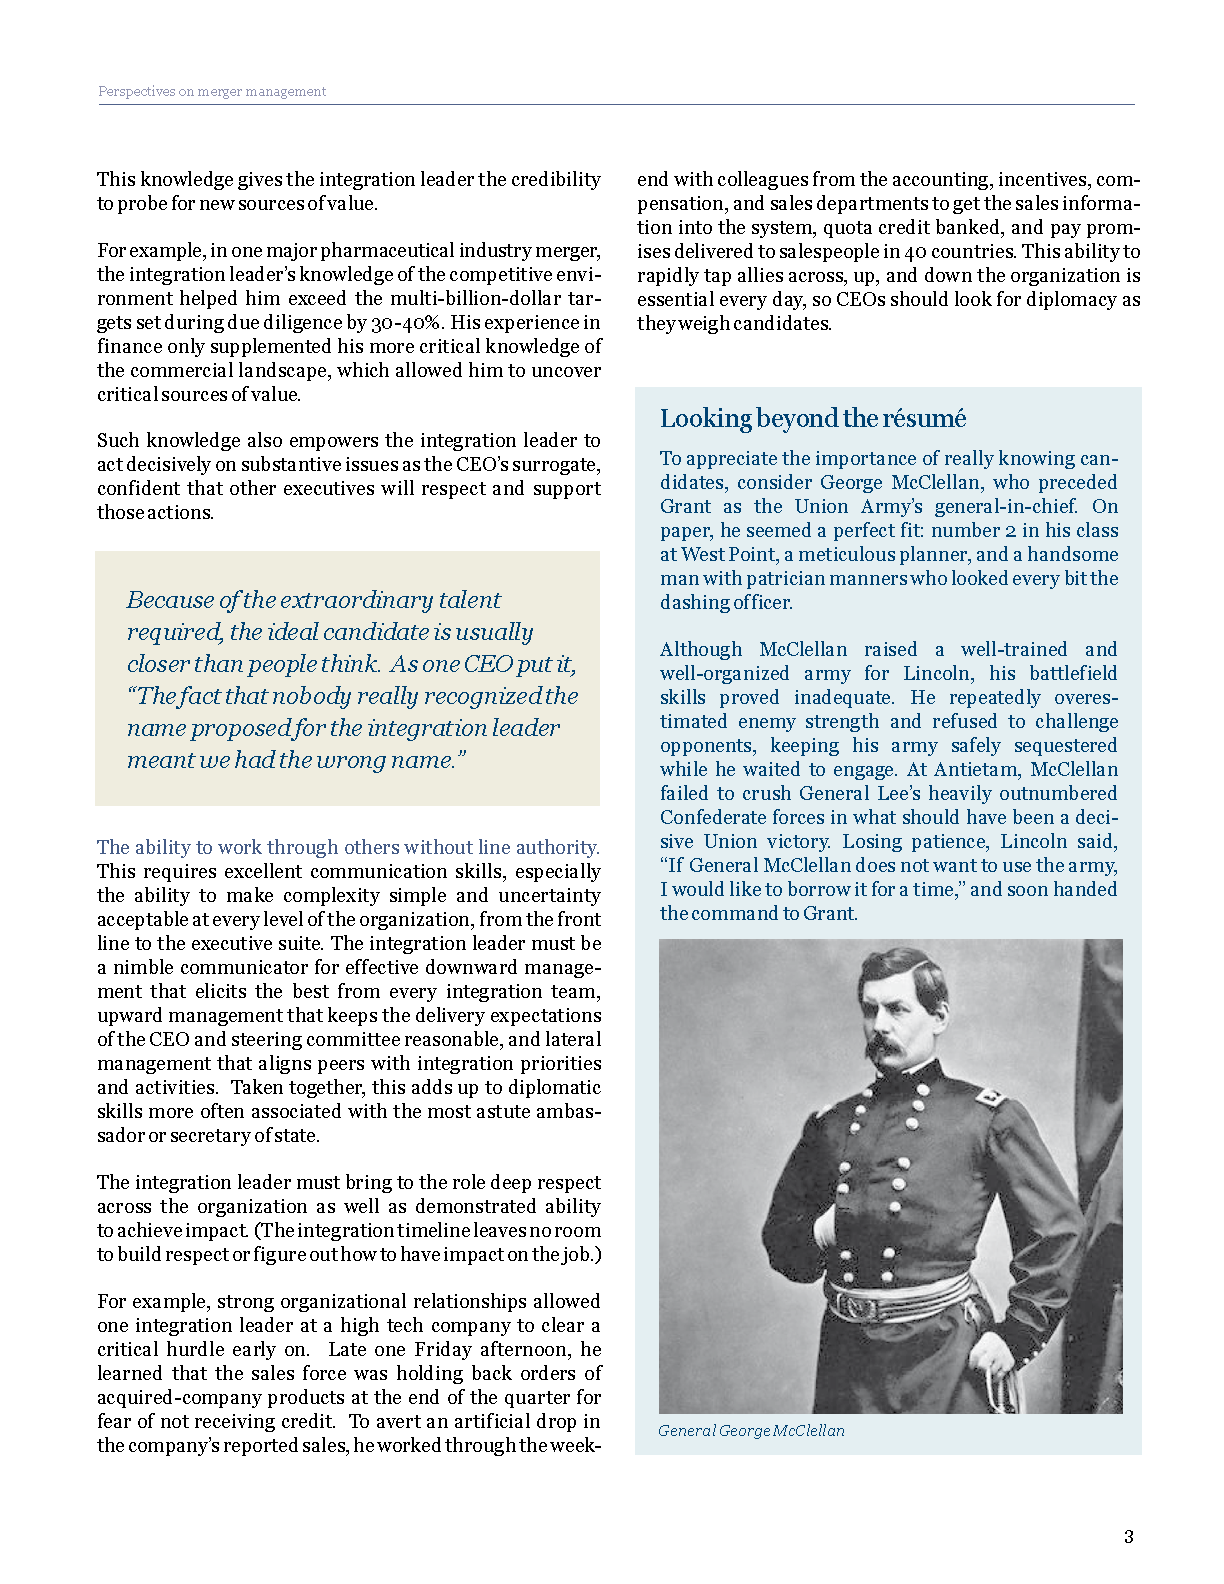 Perspectives on merger management
This knowledge gives the integration leader the credibility
to probe for new sources of value.
For example, in one major pharmaceutical industry merger,
the integration leader's knowledge of the competitive envi-
ronment helped him exceed the multi-billion-dollar tar-
gets set during due diligence by 30-40%. His experience in
finance only supplemented his more critical knowledge of
the commercial landscape, which allowed him to uncover
critical sources of value.
Such knowledge also empowers the integration leader to
act decisively on substantive issues as the CEO's surrogate,
confident that other executives will respect and support
those actions.
Because of the extraordinary talent
required, the ideal candidate is usually
closer than people think. As one CEO put it,
“The fact that nobody really recognized the
name proposed for the integration leader
meant we had the wrong name.”
The ability to work through others without line authority.
This requires excellent communication skills, especially
the ability to make complexity simple and uncertainty
acceptable at every level of the organization, from the front
line to the executive suite. The integration leader must be
a nimble communicator for effective downward manage-
ment that elicits the best from every integration team,
upward management that keeps the delivery expectations
of the CEO and steering committee reasonable, and lateral
management that aligns peers with integration priorities
and activities. Taken together, this adds up to diplomatic
skills more often associated with the most astute ambas-
sador or secretary of state.
The integration leader must bring to the role deep respect
across the organization as well as demonstrated ability
to achieve impact. (The integration timeline leaves no room
to build respect or figure out how to have impact on the job.)
For example, strong organizational relationships allowed
one integration leader at a high tech company to clear a
critical hurdle early on. Late one Friday afternoon, he
learned that the sales force was holding back orders of
acquired-company products at the end of the quarter for
fear of not receiving credit. To avert an artificial drop in
the company's reported sales, he worked through the week-
end with colleagues from the accounting, incentives, com-
pensation, and sales departments to get the sales informa-
tion into the system, quota credit banked, and pay prom-
ises delivered to salespeople in 40 countries. This ability to
rapidly tap allies across, up, and down the organization is
essential every day, so CEOs should look for diplomacy as
they weigh candidates.
Looking beyond the résumé
To appreciate the importance of really knowing can-
didates, consider George McClellan, who preceded
Grant as the Union Army's general-in-chief. On
paper, he seemed a perfect fit: number 2 in his class
at West Point, a meticulous planner, and a handsome
man with patrician manners who looked every bit the
dashing officer.
Although McClellan raised a well-trained and
well-organized army for Lincoln, his battlefield
skills proved inadequate. He repeatedly overes-
timated enemy strength and refused to challenge
opponents, keeping his army safely sequestered
while he waited to engage. At Antietam, McClellan
failed to crush General Lee's heavily outnumbered
Confederate forces in what should have been a deci-
sive Union victory. Losing patience, Lincoln said,
“If General McClellan does not want to use the army,
I would like to borrow it for a time,” and soon handed
the command to Grant.
General George McClellan
3